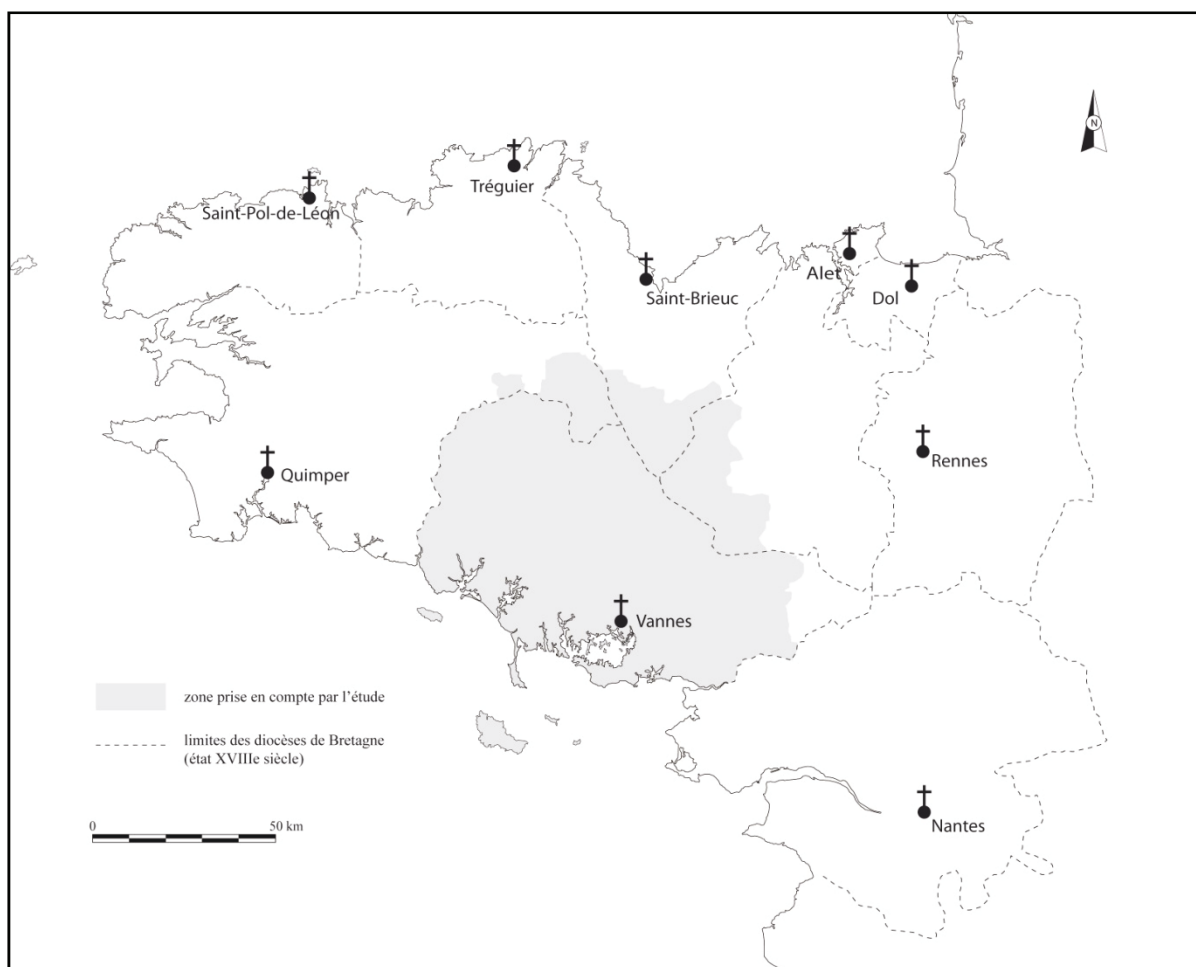 N
Tréguier
Saint-Pol-de-Léon
Alet
Dol
Saint-Brieuc
Rennes
Quimper
Vannes
zone prise en compte par l'étude
limites des diocèses de Bretagne
(état XVIIIe siècle)
0 50 km
Nantes